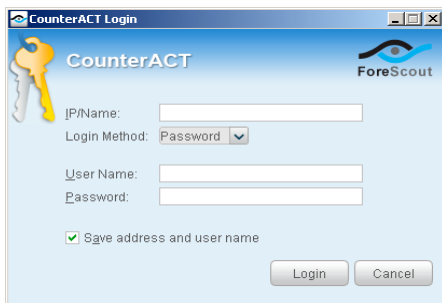 CounterACT Login
CounterACT
ForeScout
IP/Name:
Login Method: Password
User Name:
Password:
Save address and user name
Login Cancel